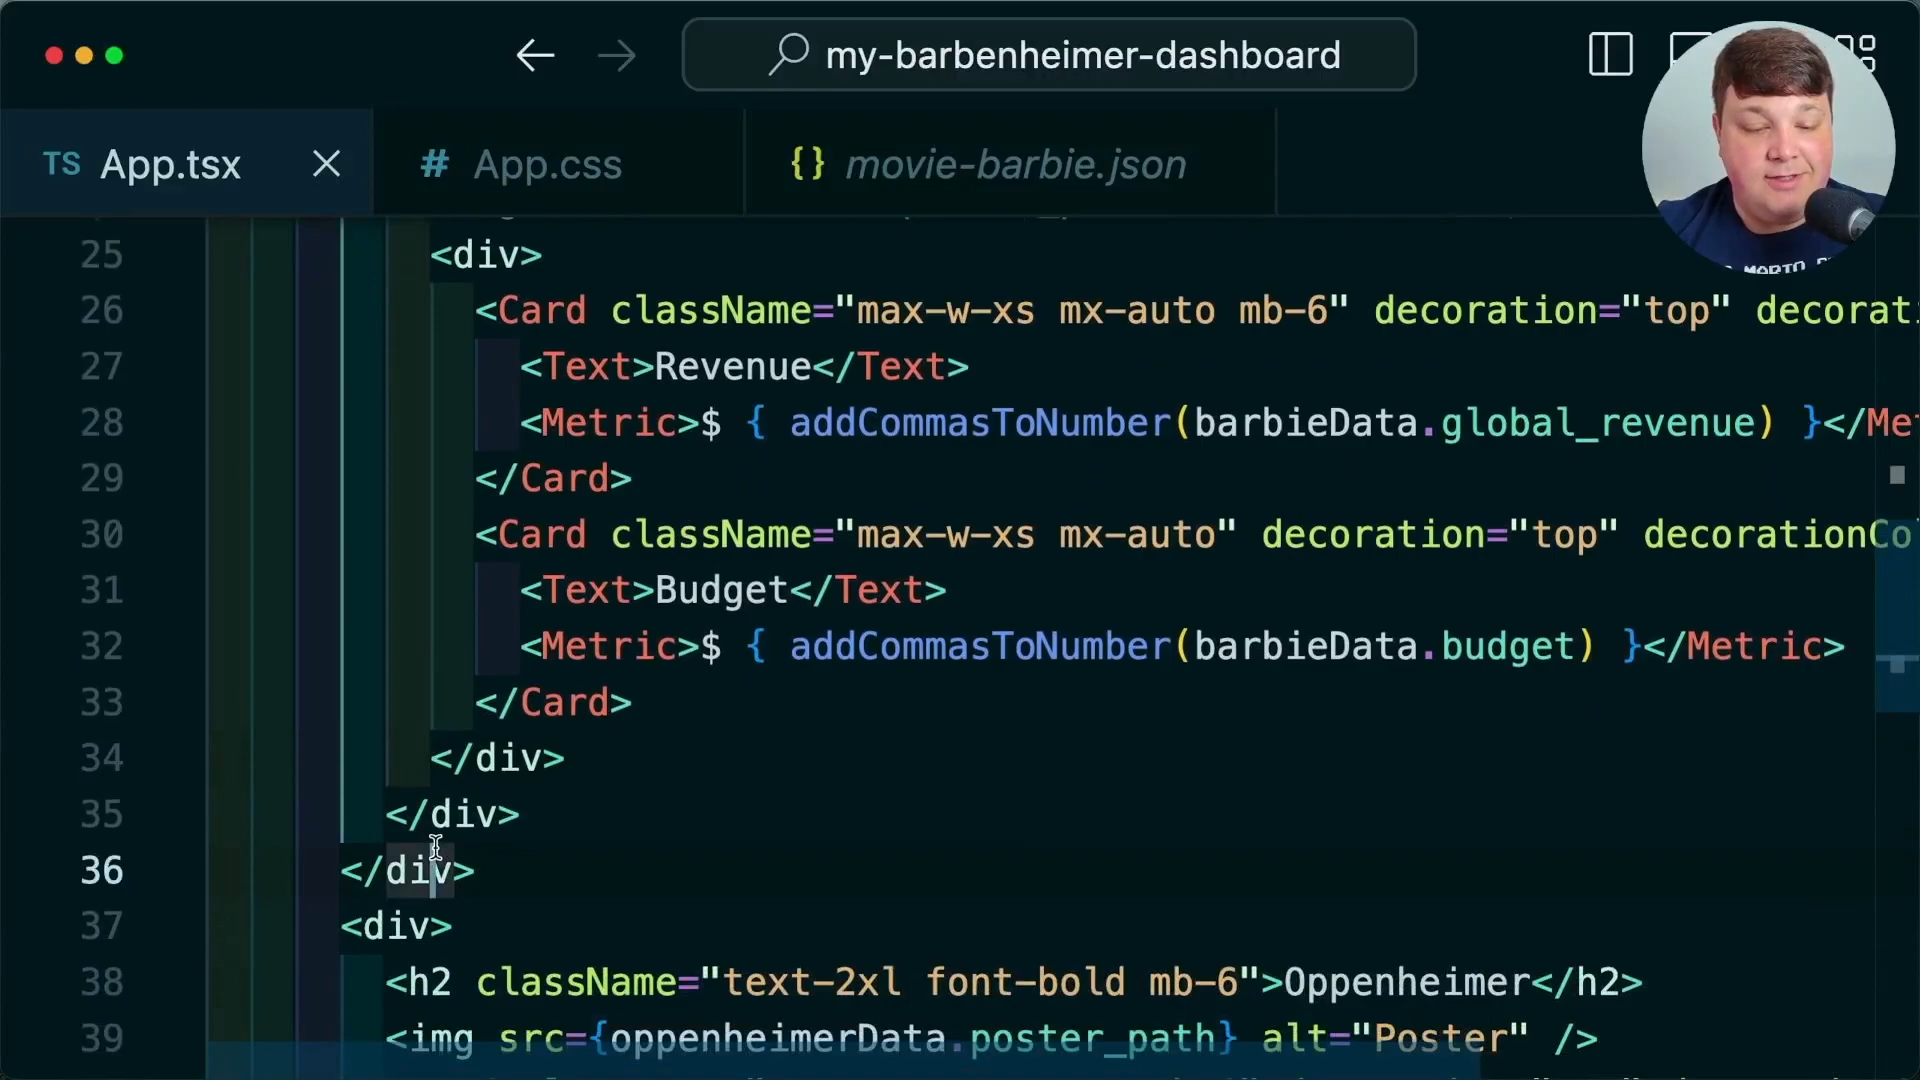 my-barbenheimer-dashboard
TS App.tsx
# App.css
{} movie-barbie.json
25 <div>
26 <Card className="max-w-xs mx-auto mb-6" decoration="top" decorat
27 <Text>Revenue</Text>
28 <Metric>$ { addCommasToNumber(barbieData.global_revenue) }</Me
29 </Card>
30 <Card className="max-w-xs mx-auto" decoration="top" decorationCo
31 <Text>Budget</Text>
32 <Metric>$ { addCommasToNumber(barbieData.budget) }</Metric>
33 </Card>
34 </div>
35 </div>
36 </div>
37 <div>
38 <h2 className="text-2xl font-bold mb-6">Oppenheimer</h2>
39 <img src={oppenheimerData.poster_path} alt="Poster" />